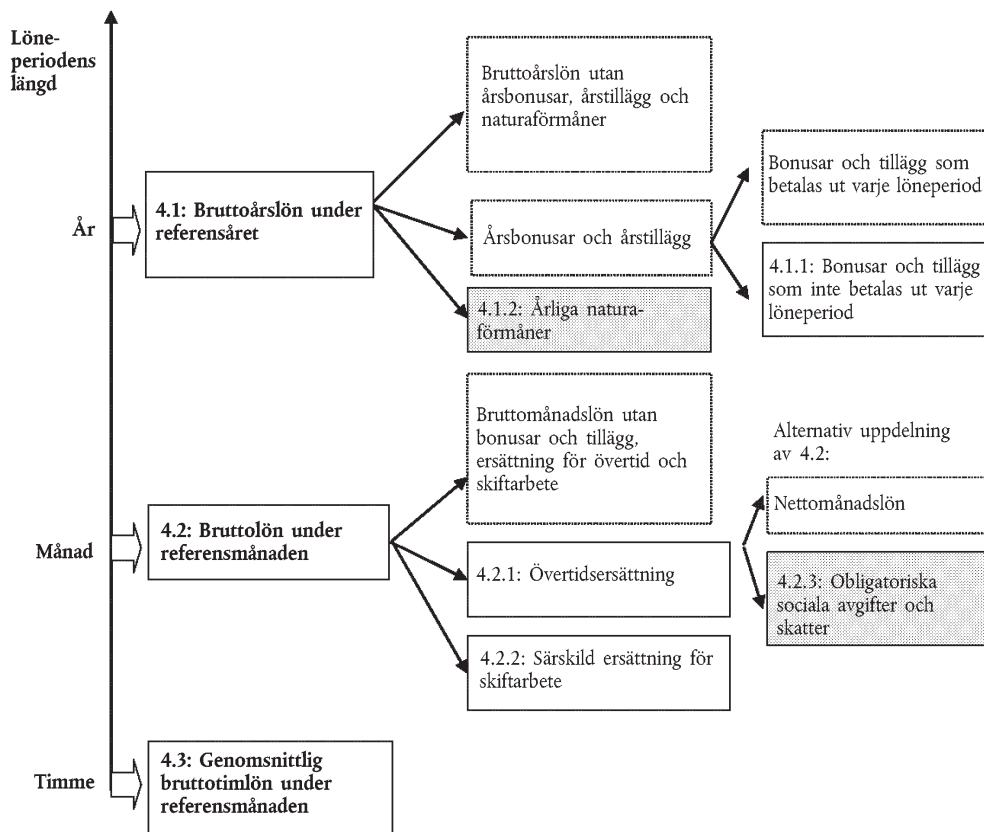 Löne-
periodens
längd
Bruttoårslön utan
årsbonusar, årstillägg och
naturaförmåner
Bonusar och tillägg som
betalas ut varje löneperiod
År
4.1: Bruttoårslön under
referensåret
Årsbonusar och årstillägg
4.1.1: Bonusar och tillägg
som inte betalas ut varje
löneperiod
4.1.2: Årliga natura-
förmåner
Bruttomånadslön utan
bonusar och tillägg,
ersättning för övertid och
skiftarbete
Alternativ uppdelning
av 4.2:
Nettomånadslön
Månad
4.2: Bruttolön under
referensmånaden
4.2.1: Övertidsersättning
4.2.3: Obligatoriska
sociala avgifter och
skatter
4.2.2: Särskild ersättning för
skiftarbete
Timme
4.3: Genomsnittlig
bruttotimlön under
referensmånaden